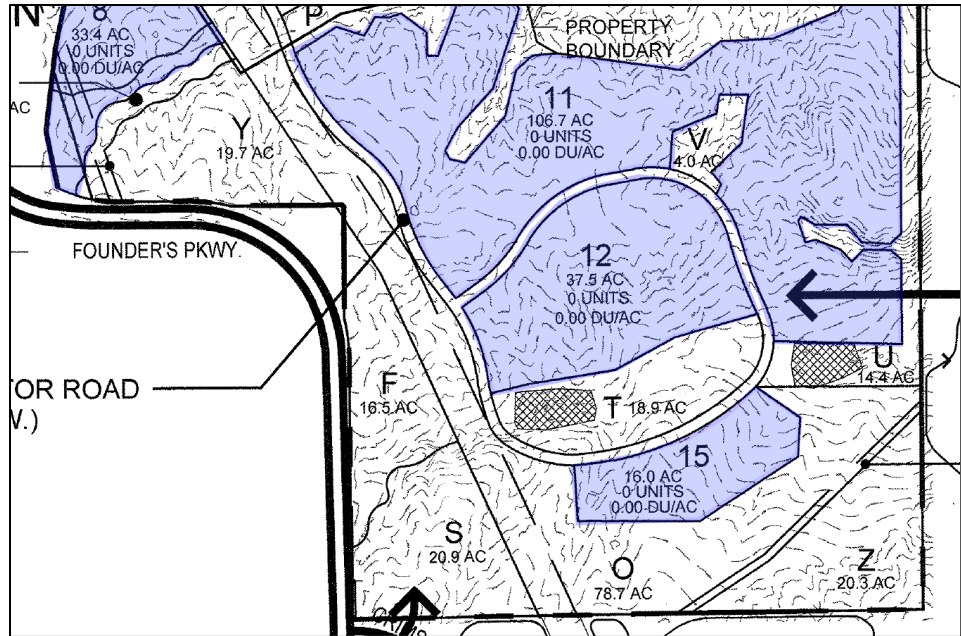 N
P
8
33.4 AC
0 UNITS
0.00 DU/AC
AC
PROPERTY
BOUNDARY
11
106.7 AC
0 UNITS
0.00 DU/AC
V
4.0 AC
Y
19.7 AC
FOUNDER'S PKWY.
12
37.5 AC
0 UNITS
0.00 DU/AC
U
14.4 AC
OR ROAD
W.)
F
16.5 AC
T 18.9 AC
15
16.0 AC
0 UNITS
0.00 DU/AC
S
20.9 AC
O
78.7 AC
Z
20.3 AC